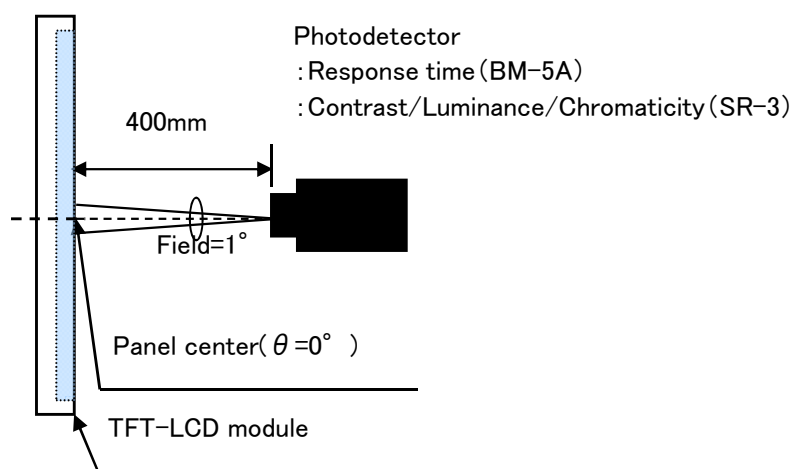 Photodetector
:Response time(BM-5A)
:Contrast/Luminance/Chromaticity(SR-3)
400mm
Field=1°
Panel center(θ=0°)
TFT-LCD module